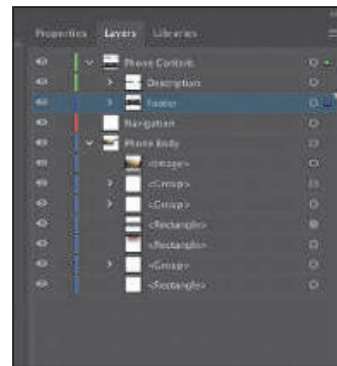 Properties Layers Libraries
Phone Content
Description
Footer
Navigation
Phone Body
<Image>
<Group>
<Group>
<Rectangle>
<Rectangle>
<Group>
<Rectangle>